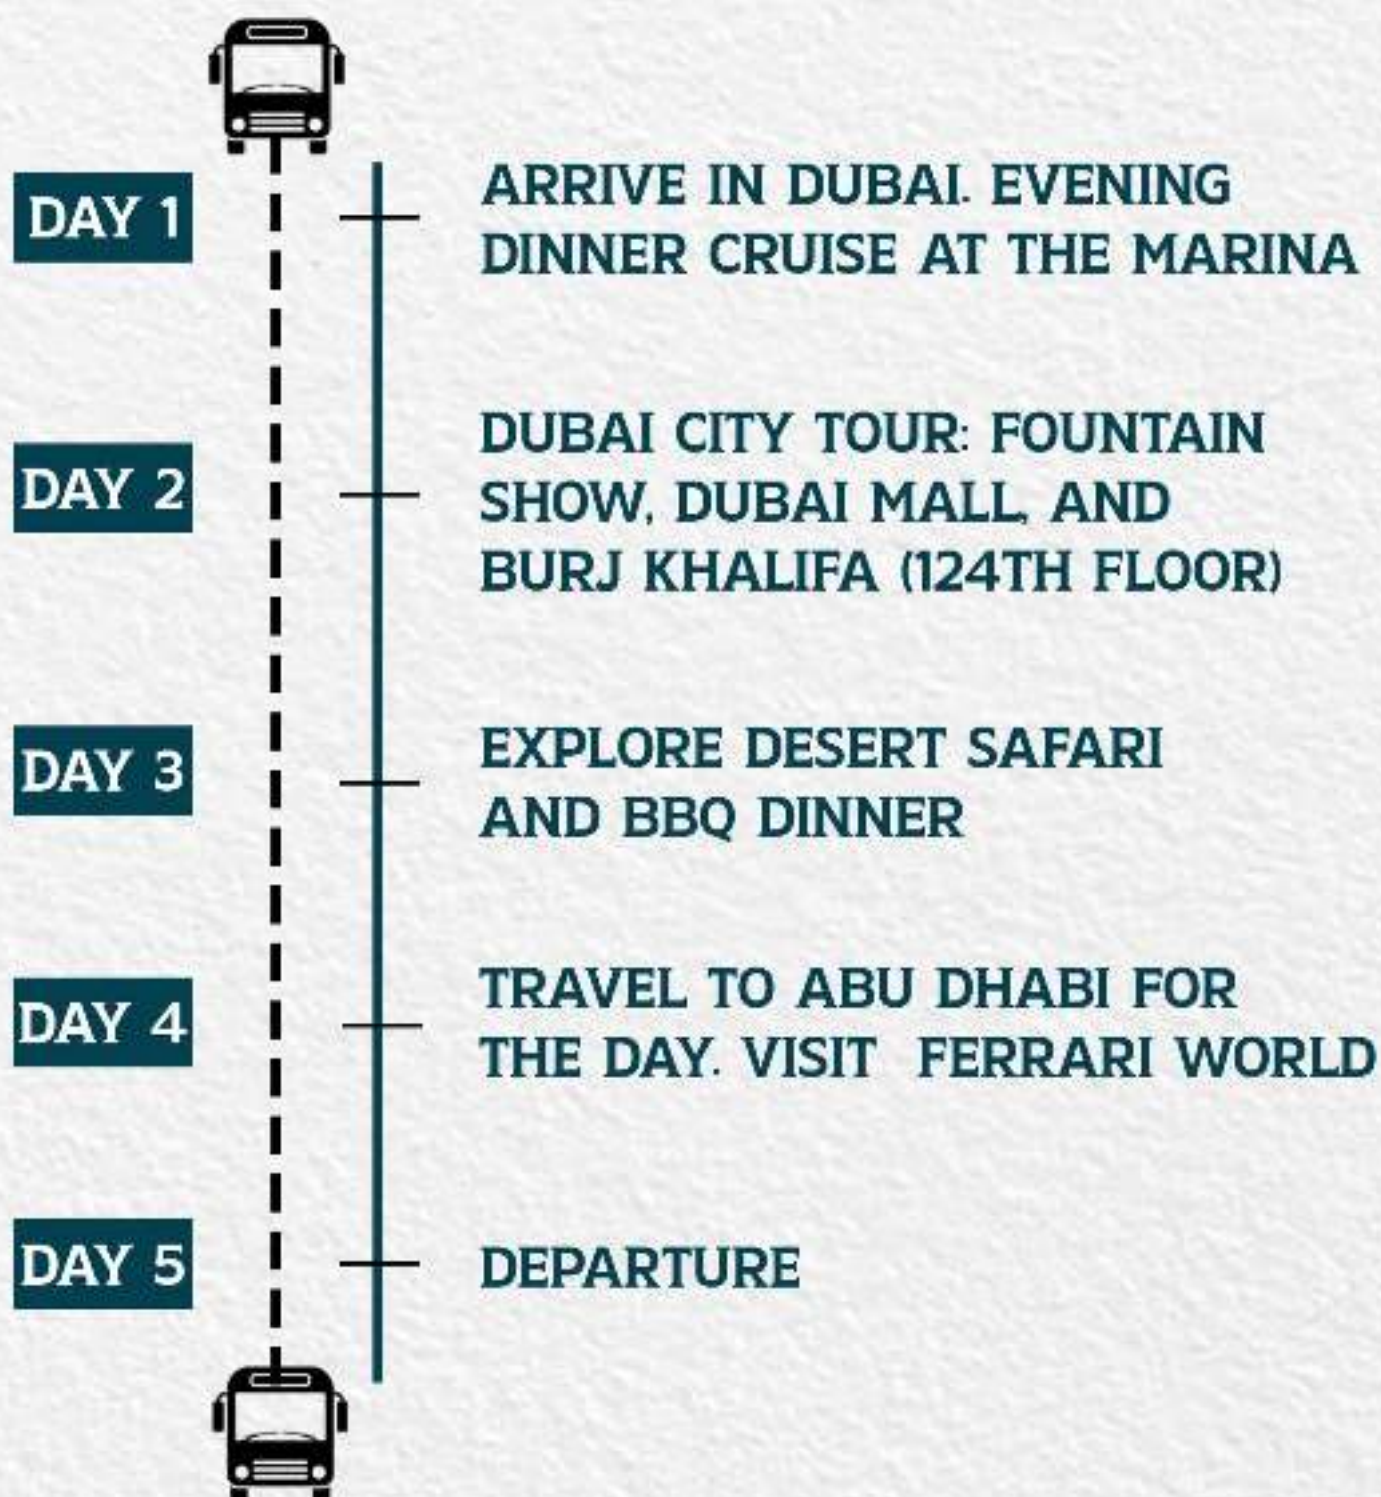 DAY 1
ARRIVE IN DUBAI. EVENING
DINNER CRUISE AT THE MARINA
DAY 2
DUBAI CITY TOUR: FOUNTAIN
SHOW, DUBAI MALL, AND
BURJ KHALIFA (124TH FLOOR)
DAY 3
EXPLORE DESERT SAFARI
AND BBQ DINNER
DAY 4
TRAVEL TO ABU DHABI FOR
THE DAY. VISIT FERRARI WORLD
DAY 5
DEPARTURE